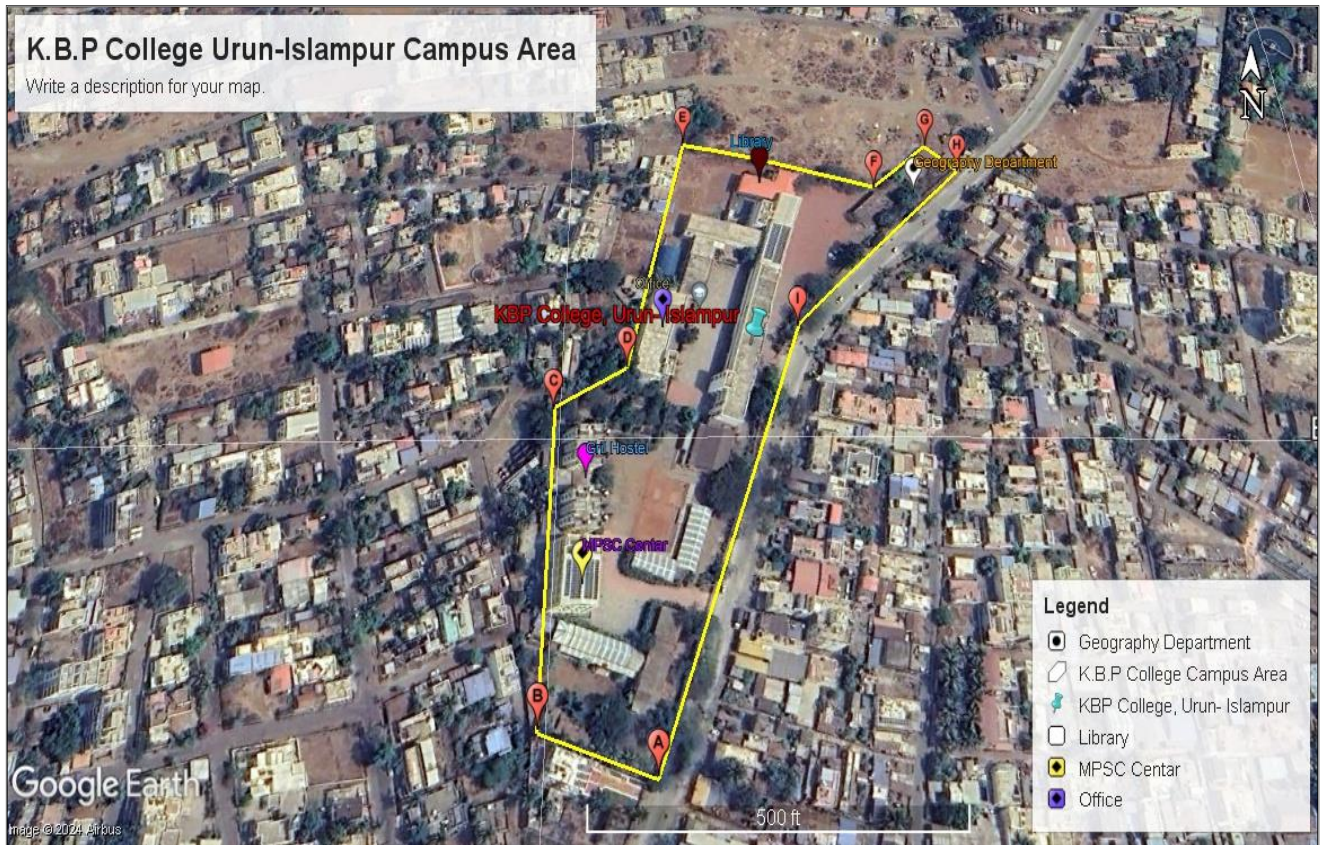 K.B.P College Urun-Islampur Campus Area
Write a description for your map.
N
E
G
H
Library
F
Geography Department
Office
I
KBP College, Urun- Islampur
D
C
Girl Hostel
MPSC Centar
B
A
Legend
Geography Department
K.B.P College Campus Area
KBP College, Urun- Islampur
Library
MPSC Centar
Office
Google Earth
Image © 2024 Airbus
500 ft